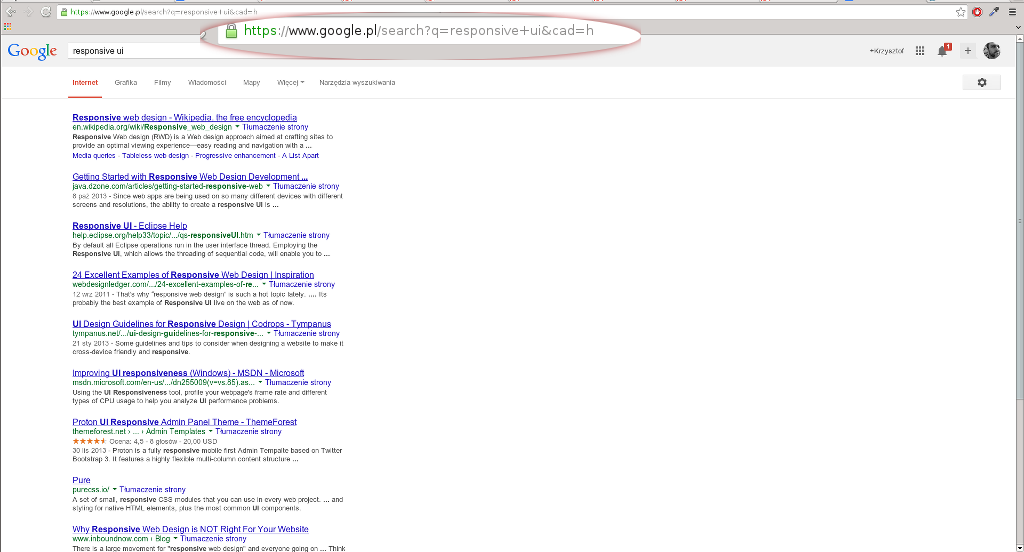 https://www.google.pl/search?q=responsive+ui&cad=h
https://www.google.pl/search?q=responsive+ui&cad=h
Google
responsive ui
+Krzysztof
1
Internet Grafika Filmy Wiadomości Mapy Więcej Narzędzia wyszukiwania
Responsive web design - Wikipedia, the free encyclopedia
en.wikipedia.org/wiki/Responsive_web_design Tłumaczenie strony
Responsive Web design (RWD) is a Web design approach aimed at crafting sites to
provide an optimal viewing experience—easy reading and navigation with a ...
Media queries - Tableless web design - Progressive enhancement - A List Apart
Getting Started with Responsive Web Design Development ...
java.dzone.com/articles/getting-started-responsive-web Tłumaczenie strony
8 paź 2013 - Since web apps are being used on so many different devices with different
screens and resolutions, the ability to create a responsive UI is ...
Responsive UI - Eclipse Help
help.eclipse.org/help33/topic/.../qs-responsiveUI.htm Tłumaczenie strony
By default all Eclipse operations run in the user interface thread. Employing the
Responsive UI, which allows the threading of sequential code, will enable you to ...
24 Excellent Examples of Responsive Web Design | Inspiration
webdesignledger.com/.../24-excellent-examples-of-re... Tłumaczenie strony
12 wrz 2011 - That's why "responsive web design" is such a hot topic lately. .... Its
probably the best example of Responsive UI live on the web as of now.
UI Design Guidelines for Responsive Design | Codrops - Tympanus
tympanus.net/.../ui-design-guidelines-for-responsive-... Tłumaczenie strony
21 sty 2013 - Some guidelines and tips to consider when designing a website to make it
cross-device friendly and responsive.
Improving UI responsiveness (Windows) - MSDN - Microsoft
msdn.microsoft.com/en-us/.../dn255009(v=vs.85).as... Tłumaczenie strony
Using the UI Responsiveness tool, profile your webpage's frame rate and different
types of CPU usage to help you analyze UI performance problems.
Proton UI Responsive Admin Panel Theme - ThemeForest
themeforest.net › ... › Admin Templates Tłumaczenie strony
Ocena: 4,5 - 8 głosów - 20,00 USD
30 lis 2013 - Proton is a fully responsive mobile first Admin Tempalte based on Twitter
Bootstrap 3. It features a highly flexible multi-column content structure ...
Pure
purecss.io/ Tłumaczenie strony
A set of small, responsive CSS modules that you can use in every web project. ... and
styling for native HTML elements, plus the most common UI components.
Why Responsive Web Design is NOT Right For Your Website
www.inboundnow.com › Blog Tłumaczenie strony
There is a large movement for "responsive web design" and everyone going on ... Think